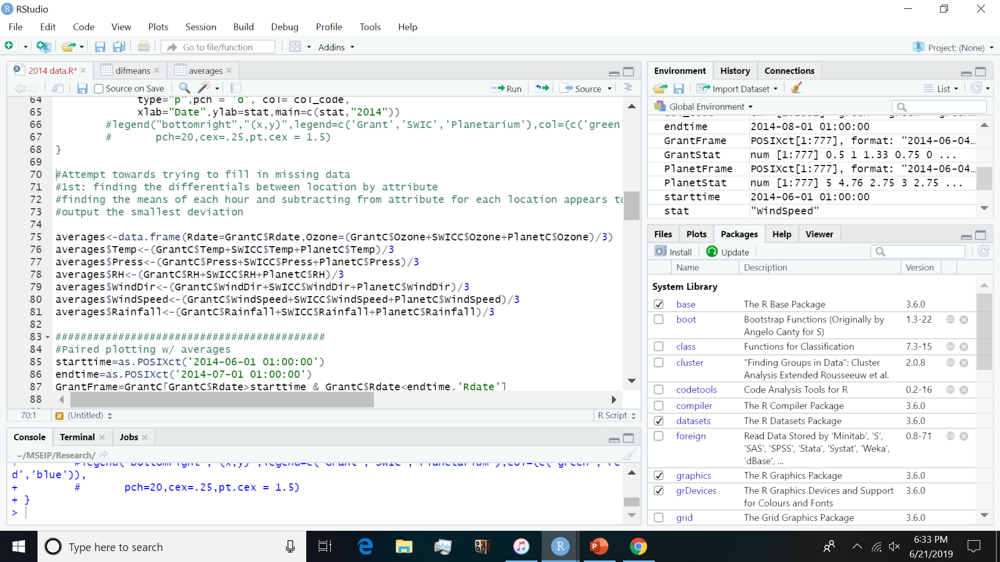 RStudio
File Edit Code View Plots Session Build Debug Profile Tools Help
Go to file/function Addins Project: (None)
2014 data.R* difmeans averages
Source on Save Run Source
64 type="p",pch = 'o', col= col_code,
65 xlab="Date",ylab=stat,main=c(stat,"2014"))
66 #legend("bottomright","(x,y)",legend=c('Grant','SWIC','Planetarium'),col=(c('green'
67 # pch=20,cex=.25,pt.cex = 1.5)
68 }
69
70 #Attempt towards trying to fill in missing data
71 #1st: finding the differentials between location by attribute
72 #finding the means of each hour and subtracting from attribute for each location appears to
73 #output the smallest deviation
74
75 averages<-data.frame(Rdate=GrantC$Rdate,Ozone=(GrantC$Ozone+SWICC$Ozone+PlanetC$Ozone)/3)
76 averages$Temp<-(GrantC$Temp+SWICC$Temp+PlanetC$Temp)/3
77 averages$Press<-(GrantC$Press+SWICC$Press+PlanetC$Press)/3
78 averages$RH<-(GrantC$RH+SWICC$RH+PlanetC$RH)/3
79 averages$WindDir<-(GrantC$WindDir+SWICC$WindDir+PlanetC$WindDir)/3
80 averages$WindSpeed<-(GrantC$WindSpeed+SWICC$WindSpeed+PlanetC$WindSpeed)/3
81 averages$Rainfall<-(GrantC$Rainfall+SWICC$Rainfall+PlanetC$Rainfall)/3
82
83 ###########################################
84 #Paired plotting w/ averages
85 starttime=as.POSIXct('2014-06-01 01:00:00')
86 endtime=as.POSIXct('2014-07-01 01:00:00')
87 GrantFrame=GrantC[GrantC$Rdate>starttime & GrantC$Rdate<endtime,'Rdate']
88
70:1 # (Untitled) R Script
Console Terminal Jobs
~/MSEIP/Research/
+ #legend("bottomright","(x,y)",legend=c('Grant','SWIC','Planetarium'),col=(c('green','re
d','blue')),
+ # pch=20,cex=.25,pt.cex = 1.5)
+ }
>
Environment History Connections
Import Dataset List
Global Environment
endtime 2014-08-01 01:00:00
GrantFrame POSIXct[1:777], format: "2014-06-04…
GrantStat num [1:777] 0.5 1 1.33 0.75 0 ...
PlanetFrame POSIXct[1:777], format: "2014-06-04…
PlanetStat num [1:777] 5 4.76 2.75 3 2.75 ...
starttime 2014-06-01 01:00:00
stat "WindSpeed"
Files Plots Packages Help Viewer
Install Update
Name Description Version
System Library
base The R Base Package 3.6.0
boot Bootstrap Functions (Originally by 1.3-22
Angelo Canty for S)
class Functions for Classification 7.3-15
cluster "Finding Groups in Data": Cluster 2.0.8
Analysis Extended Rousseeuw et al.
codetools Code Analysis Tools for R 0.2-16
compiler The R Compiler Package 3.6.0
datasets The R Datasets Package 3.6.0
foreign Read Data Stored by 'Minitab', 'S', 0.8-71
'SAS', 'SPSS', 'Stata', 'Systat', 'Weka',
'dBase', ...
graphics The R Graphics Package 3.6.0
grDevices The R Graphics Devices and Support 3.6.0
for Colours and Fonts
grid The Grid Graphics Package 3.6.0
Type here to search
6:33 PM
6/21/2019